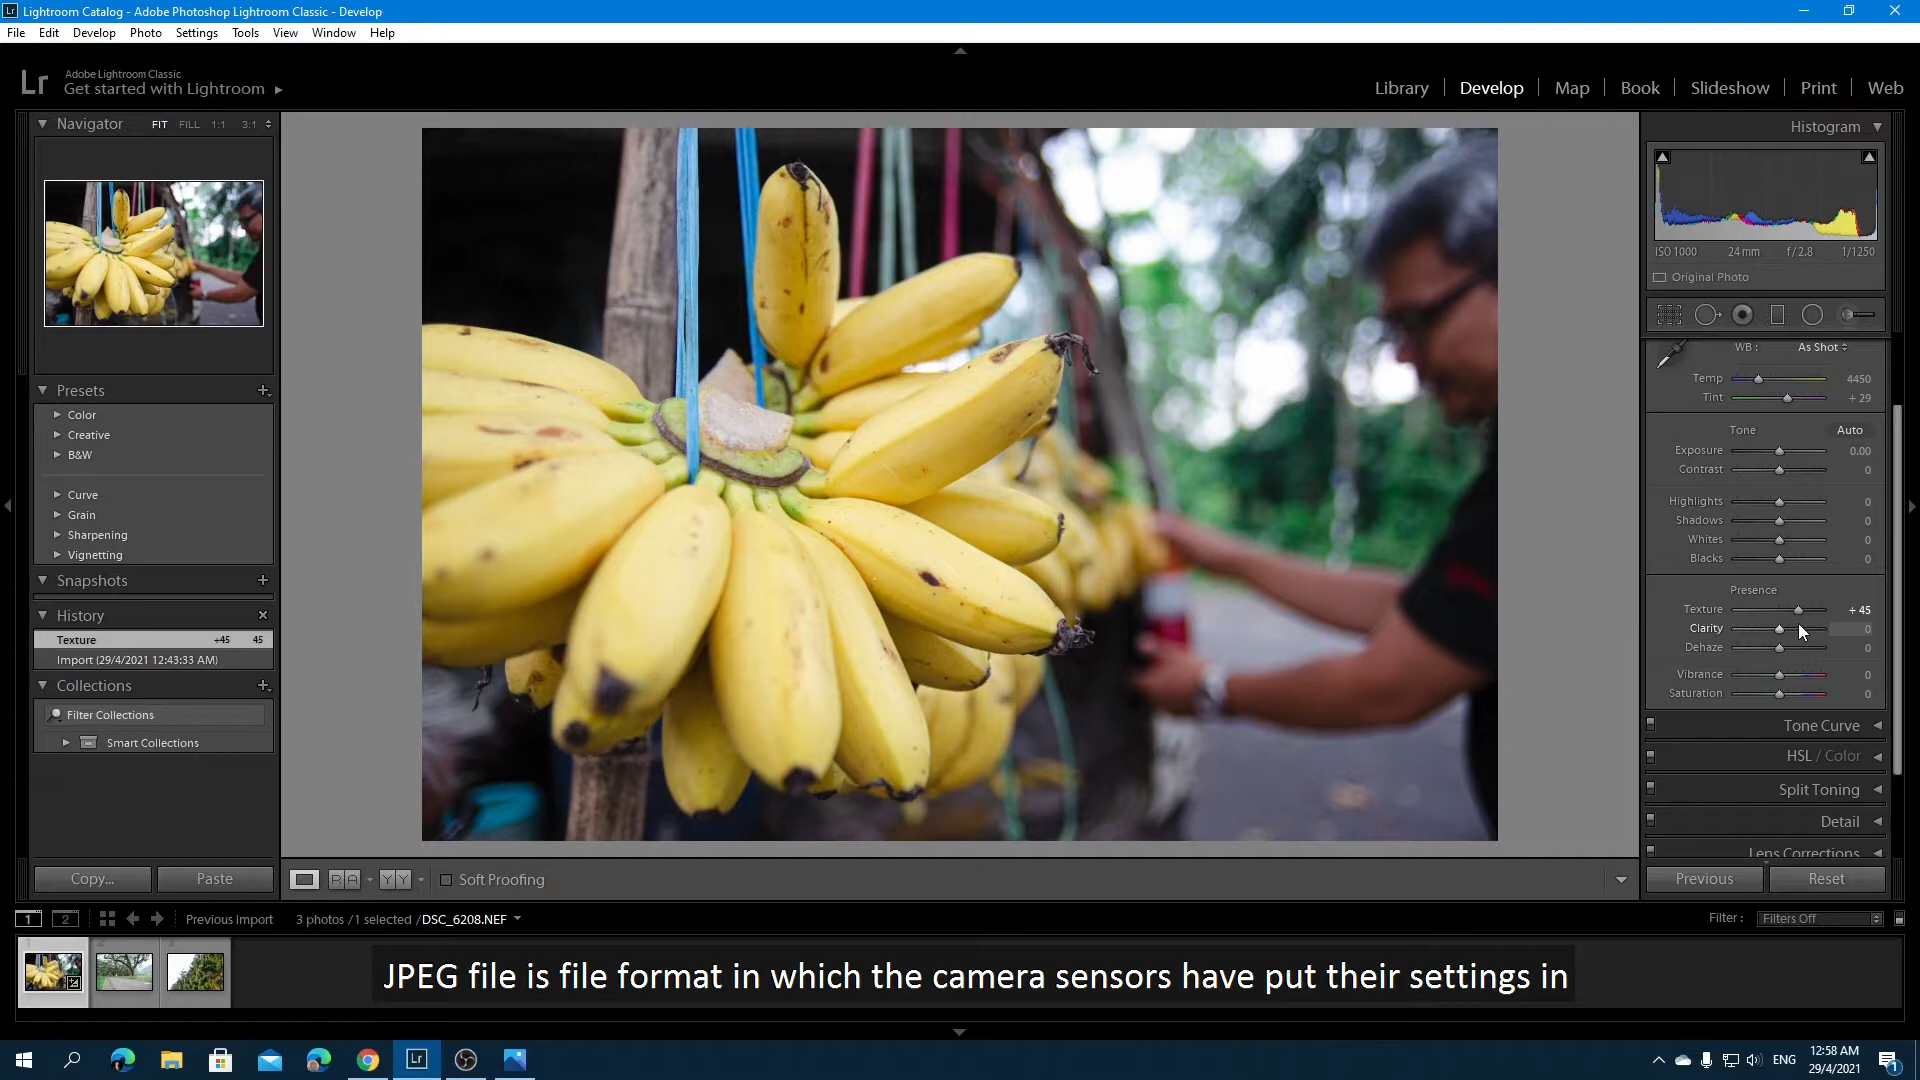 Lightroom Catalog - Adobe Photoshop Lightroom Classic - Develop
File Edit Develop Photo Settings Tools View Window Help
Lr Adobe Lightroom Classic
Get started with Lightroom
Library Develop Map Book Slideshow Print Web
Navigator FIT FILL 1:1 3:1
Presets
Color
Creative
B&W
Curve
Grain
Sharpening
Vignetting
Snapshots
History
Texture +45 45
Import (29/4/2021 12:43:33 AM)
Collections
Filter Collections
Smart Collections
Copy... Paste
Soft Proofing
Histogram
ISO 1000 24 mm f / 2.8 1/1250
Original Photo
WB : As Shot
Temp 4450
Tint + 29
Tone Auto
Exposure 0.00
Contrast 0
Highlights 0
Shadows 0
Whites 0
Blacks 0
Presence
Texture + 45
Clarity 0
Dehaze 0
Vibrance 0
Saturation 0
Tone Curve
HSL / Color
Split Toning
Detail
Lens Corrections
Previous Reset
1 2 Previous Import 3 photos / 1 selected / DSC_6208.NEF Filter : Filters Off
JPEG file is file format in which the camera sensors have put their settings in
Lr ENG 12:58 AM
29/4/2021 1